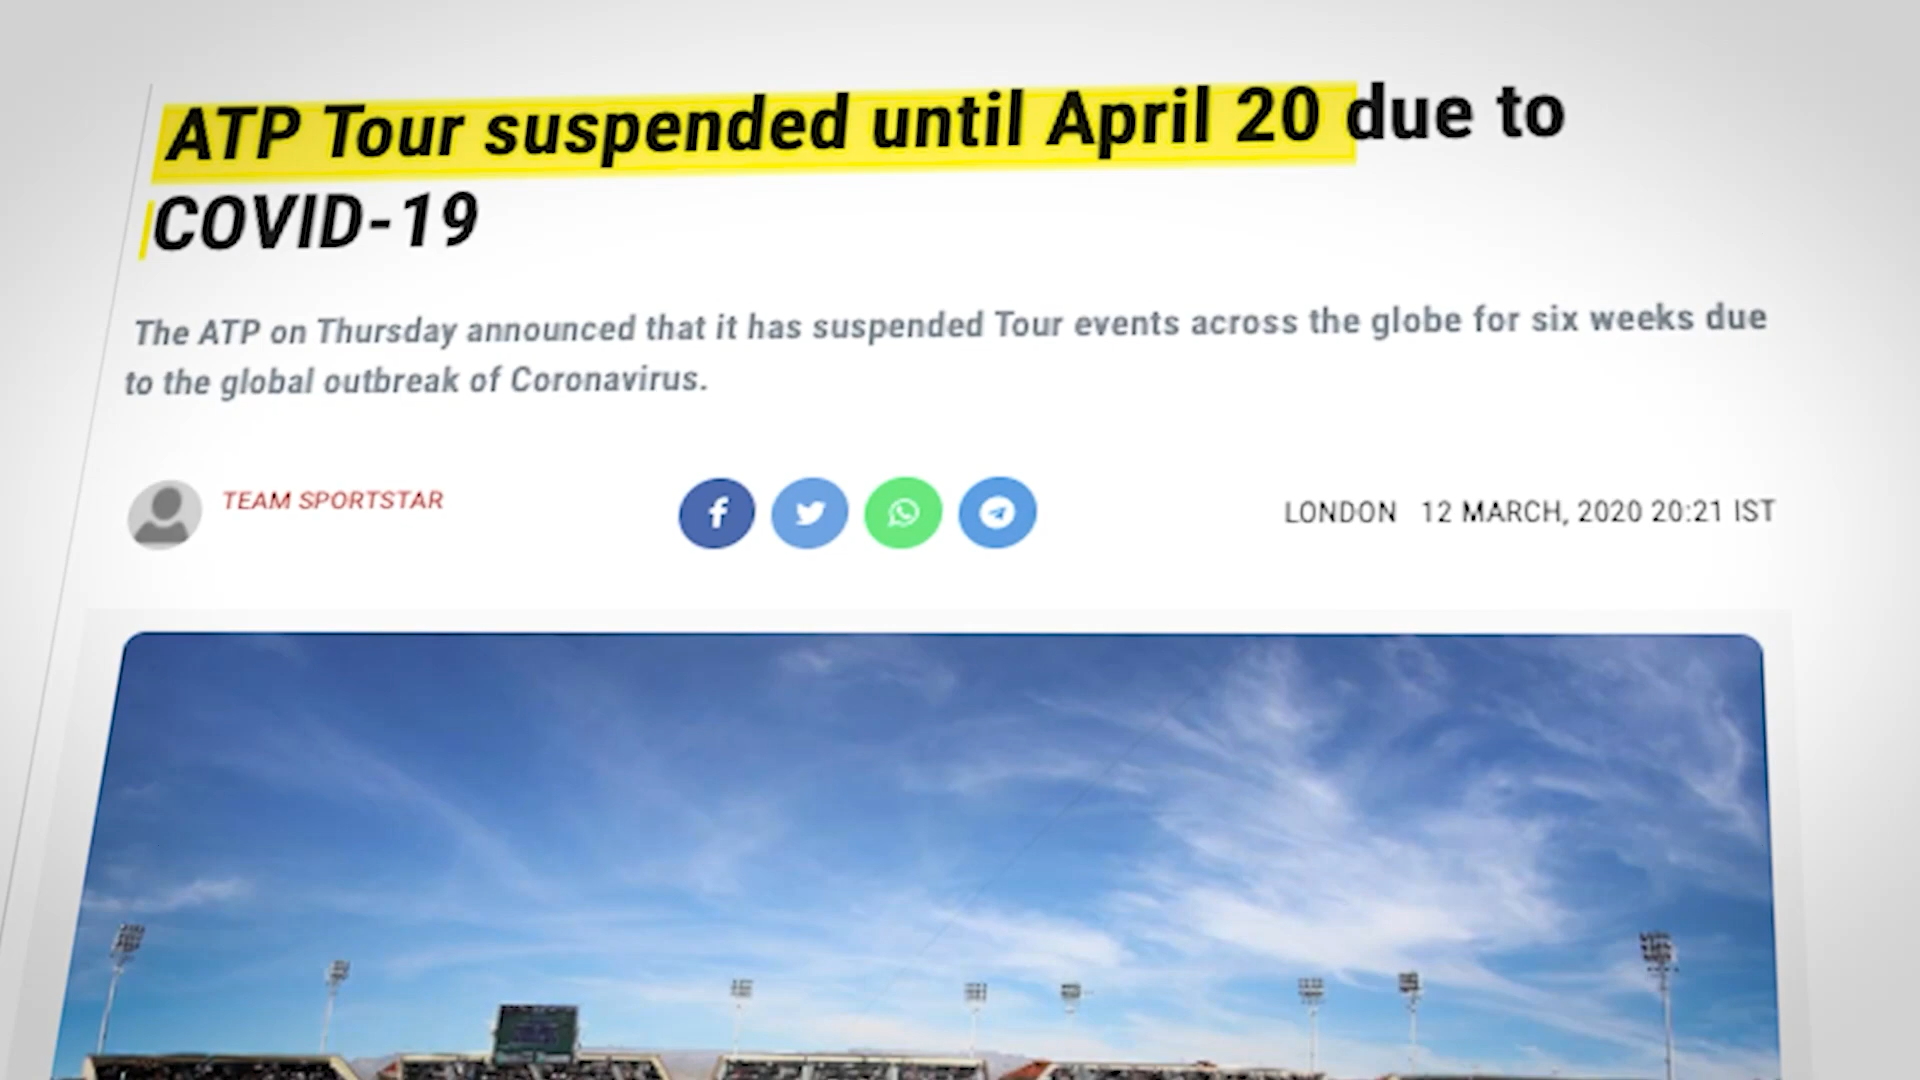 ATP Tour suspended until April 20 due to
COVID-19
The ATP on Thursday announced that it has suspended Tour events across the globe for six weeks due
to the global outbreak of Coronavirus.
TEAM SPORTSTAR
LONDON 12 MARCH, 2020 20:21 IST